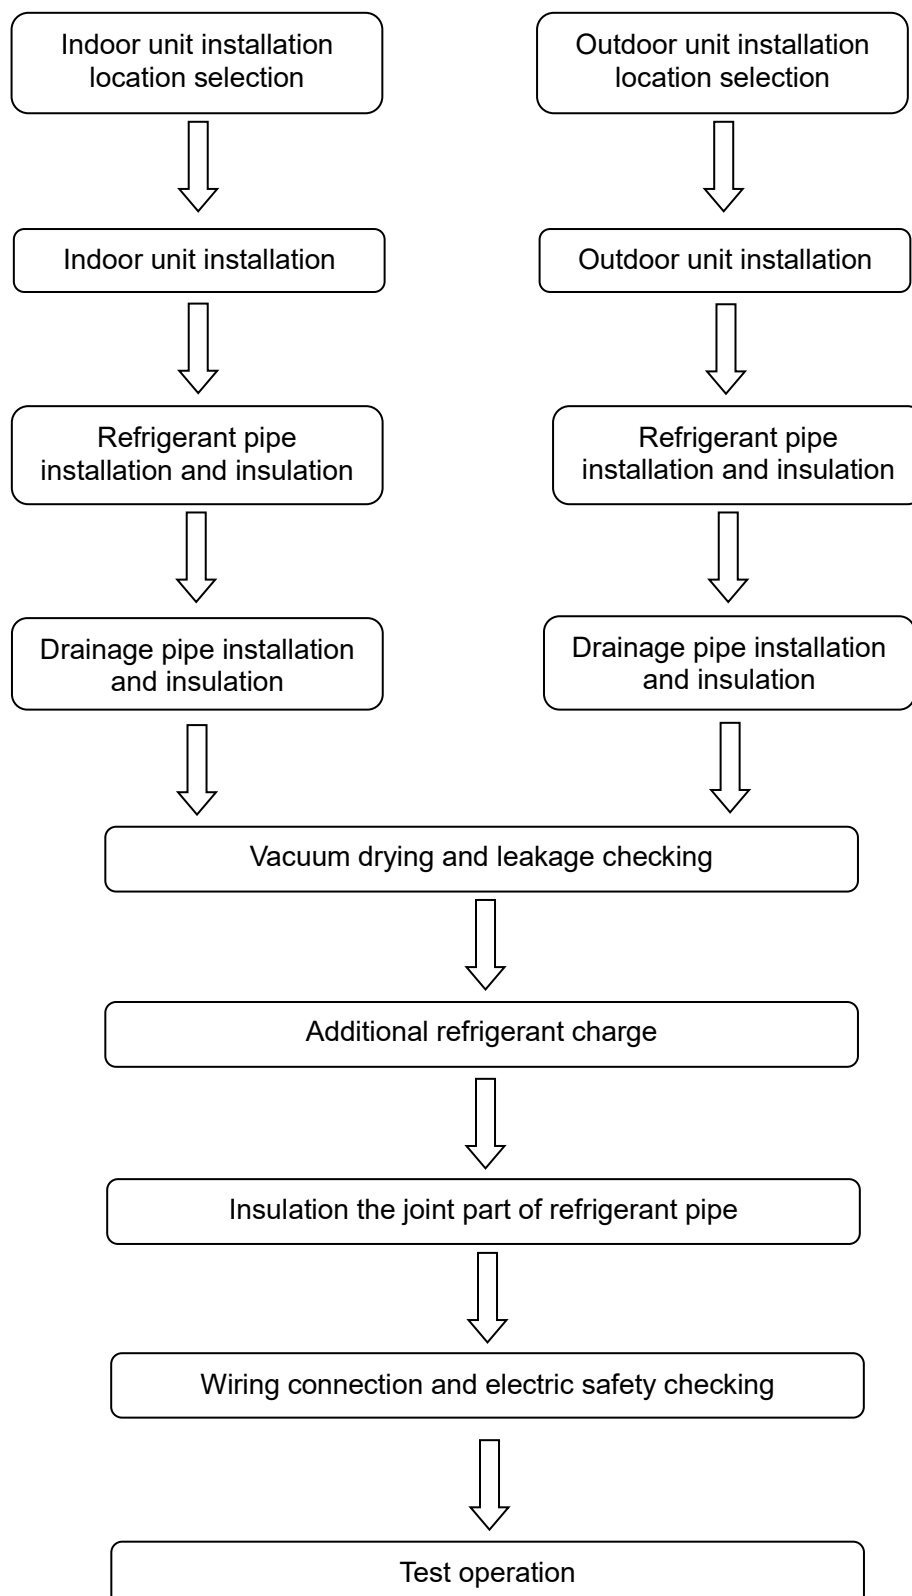 Indoor unit installation
location selection
Outdoor unit installation
location selection
Indoor unit installation
Outdoor unit installation
Refrigerant pipe
installation and insulation
Refrigerant pipe
installation and insulation
Drainage pipe installation
and insulation
Drainage pipe installation
and insulation
Vacuum drying and leakage checking
Additional refrigerant charge
Insulation the joint part of refrigerant pipe
Wiring connection and electric safety checking
Test operation